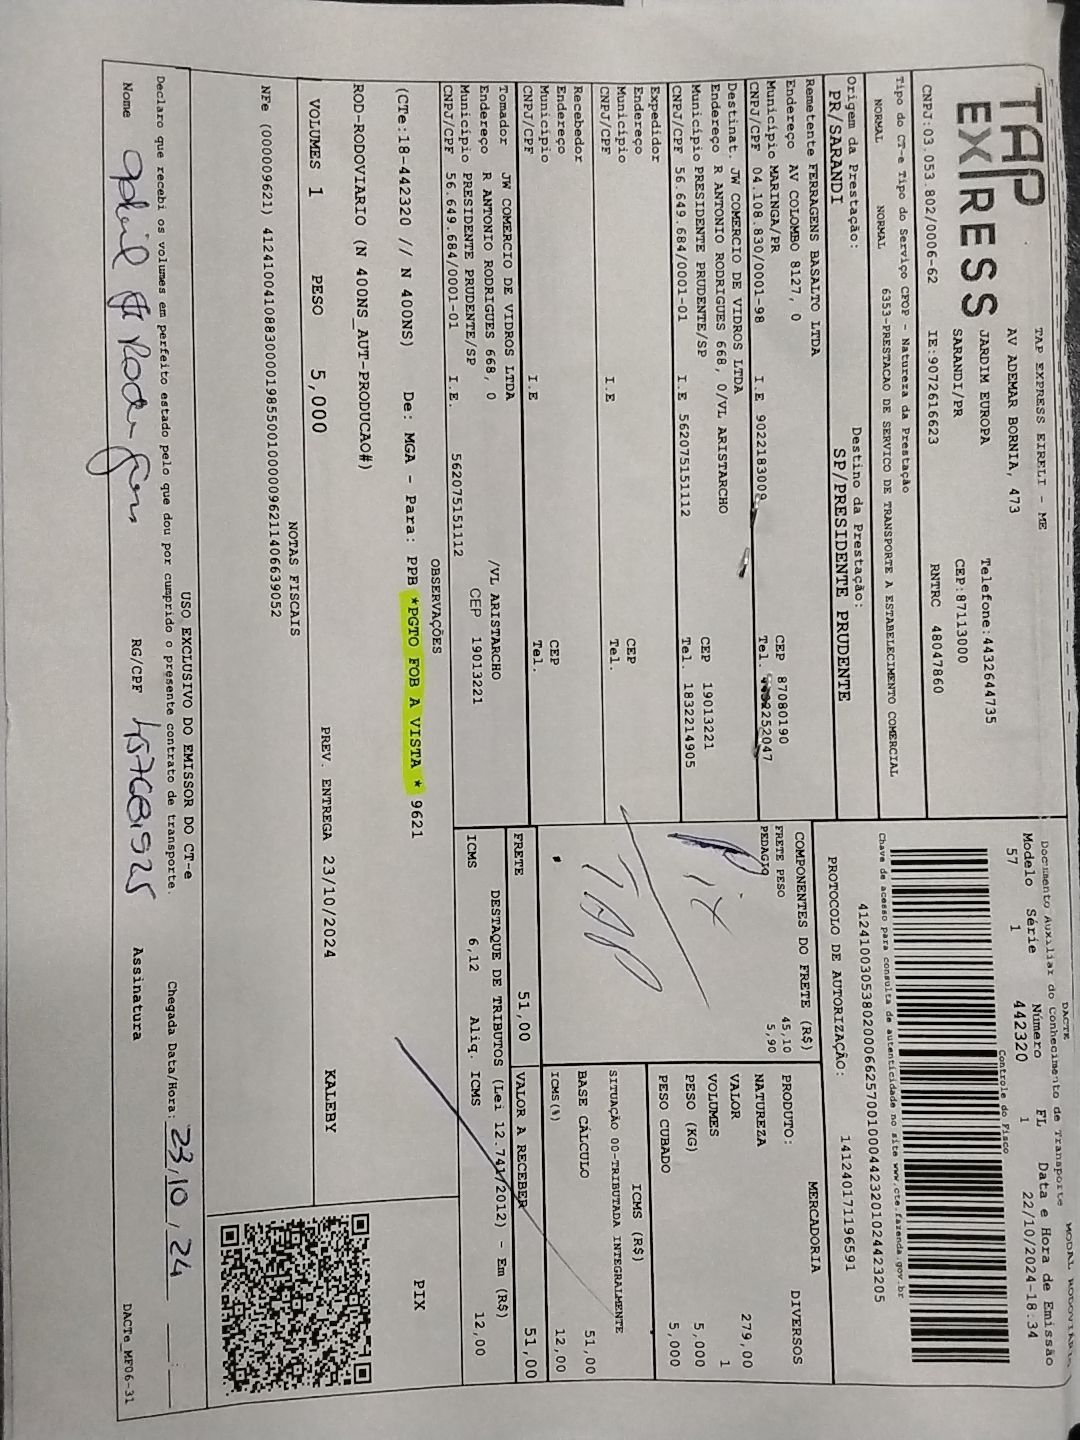 TAP
EXPRESS
TAP EXPRESS EIRELI - ME
AV ADEMAR BORNIA, 473
JARDIM EUROPA
SARANDI/PR
Telefone:4432644735
CEP:87113000
CNPJ:03.053.802/0006-62
IE:9072616623
RNTRC 48047860
Tipo do CT-e Tipo do Serviço CFOP - Natureza da Prestação
NORMAL NORMAL 6353-PRESTACAO DE SERVICO DE TRANSPORTE A ESTABELECIMENTO COMERCIAL
Origem da Prestação:
PR/SARANDI
Destino da Prestação:
SP/PRESIDENTE PRUDENTE
DACTE MODAL RODOVIÁRIO
Documento Auxiliar do Conhecimento de Transporte
Modelo Série Número FL Data e Hora de Emissão
57 1 442320 1 22/10/2024-18:34
Controle do Fisco
Chave de acesso para consulta de autenticidade no site www.cte.fazenda.gov.br
41241003053802000662570010004423201024423205
PROTOCOLO DE AUTORIZAÇÃO:
141240171196591
Remetente FERRAGENS BASALTO LTDA
Endereço AV COLOMBO 8127, 0
Município MARINGA/PR CEP 87080190
CNPJ/CPF 04.108.830/0001-98 I.E 9022183009 Tel.
Destinat. JW COMERCIO DE VIDROS LTDA
Endereço R ANTONIO RODRIGUES 668, 0/VL ARISTARCHO
Município PRESIDENTE PRUDENTE/SP CEP 19013221
CNPJ/CPF 56.649.684/0001-01 I.E 562075151112 Tel. 1832214905
Expedidor
Endereço
Município CEP
CNPJ/CPF I.E Tel.
Recebedor
Endereço
Município CEP
CNPJ/CPF I.E Tel.
Tomador JW COMERCIO DE VIDROS LTDA
Endereço R ANTONIO RODRIGUES 668, 0 /VL ARISTARCHO
Município PRESIDENTE PRUDENTE/SP CEP 19013221
CNPJ/CPF 56.649.684/0001-01 I.E. 562075151112
COMPONENTES DO FRETE (R$)
FRETE PESO 45,10
PEDAGIO 5,90
Pix
TAP
FRETE 51,00
MERCADORIA
PRODUTO: DIVERSOS
NATUREZA
VALOR 279,00
VOLUMES 1
PESO (KG) 5,000
PESO CUBADO 5,000
ICMS (R$)
SITUAÇÃO 00-TRIBUTADA INTEGRALMENTE
BASE CÁLCULO 51,00
ICMS(%) 12,00
VALOR A RECEBER 51,00
DESTAQUE DE TRIBUTOS (Lei 12.741/2012) - Em (R$)
ICMS 6,12 Aliq. ICMS 12,00
OBSERVAÇÕES
(CTe:18-442320 // N 400NS) De: MGA - Para: PPB *PGTO FOB A VISTA * 9621
PIX
ROD-RODOVIARIO (N 400NS_AUT-PRODUCAO#)
VOLUMES 1 PESO 5,000 PREV. ENTREGA 23/10/2024 KALEBY
NOTAS FISCAIS
NFe (00009621) 41241004108830000198550010000096211406639052
USO EXCLUSIVO DO EMISSOR DO CT-e
Declaro que recebi os volumes em perfeito estado pelo que dou por cumprido o presente contrato de transporte.
Chegada Data/Hora: 23/10/24 :
Nome RG/CPF Assinatura
DACTe_MF06-31